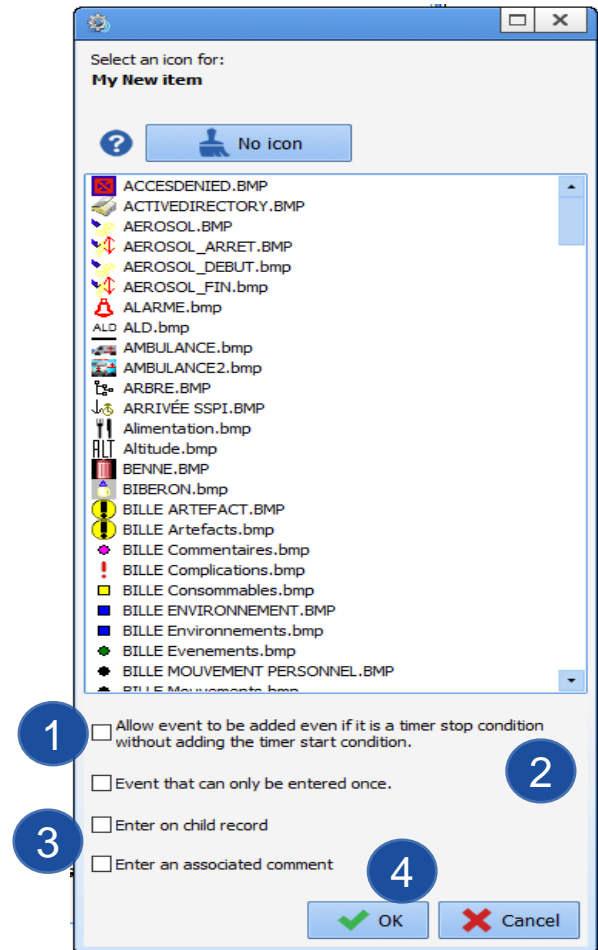 Select an icon for:
My New item
?
No icon
ACCESDENIED.BMP
ACTIVEDIRECTORY.BMP
AEROSOL.BMP
AEROSOL_ARRET.BMP
AEROSOL_DEBUT.bmp
AEROSOL_FIN.bmp
ALARME.bmp
ALD ALD.bmp
AMBULANCE.bmp
AMBULANCE2.bmp
ARBRE.BMP
ARRIVÉE SSPI.BMP
Alimentation.bmp
ALT Altitude.bmp
BENNE.BMP
BIBERON.bmp
BILLE ARTEFACT.BMP
BILLE Artefacts.bmp
BILLE Commentaires.bmp
BILLE Complications.bmp
BILLE Consommables.bmp
BILLE ENVIRONNEMENT.BMP
BILLE Environnements.bmp
BILLE Evenements.bmp
BILLE MOUVEMENT PERSONNEL.BMP
BILLE Mouvements.bmp
1
Allow event to be added even if it is a timer stop condition
without adding the timer start condition.
2
Event that can only be entered once.
3
Enter on child record
Enter an associated comment
4
OK
Cancel